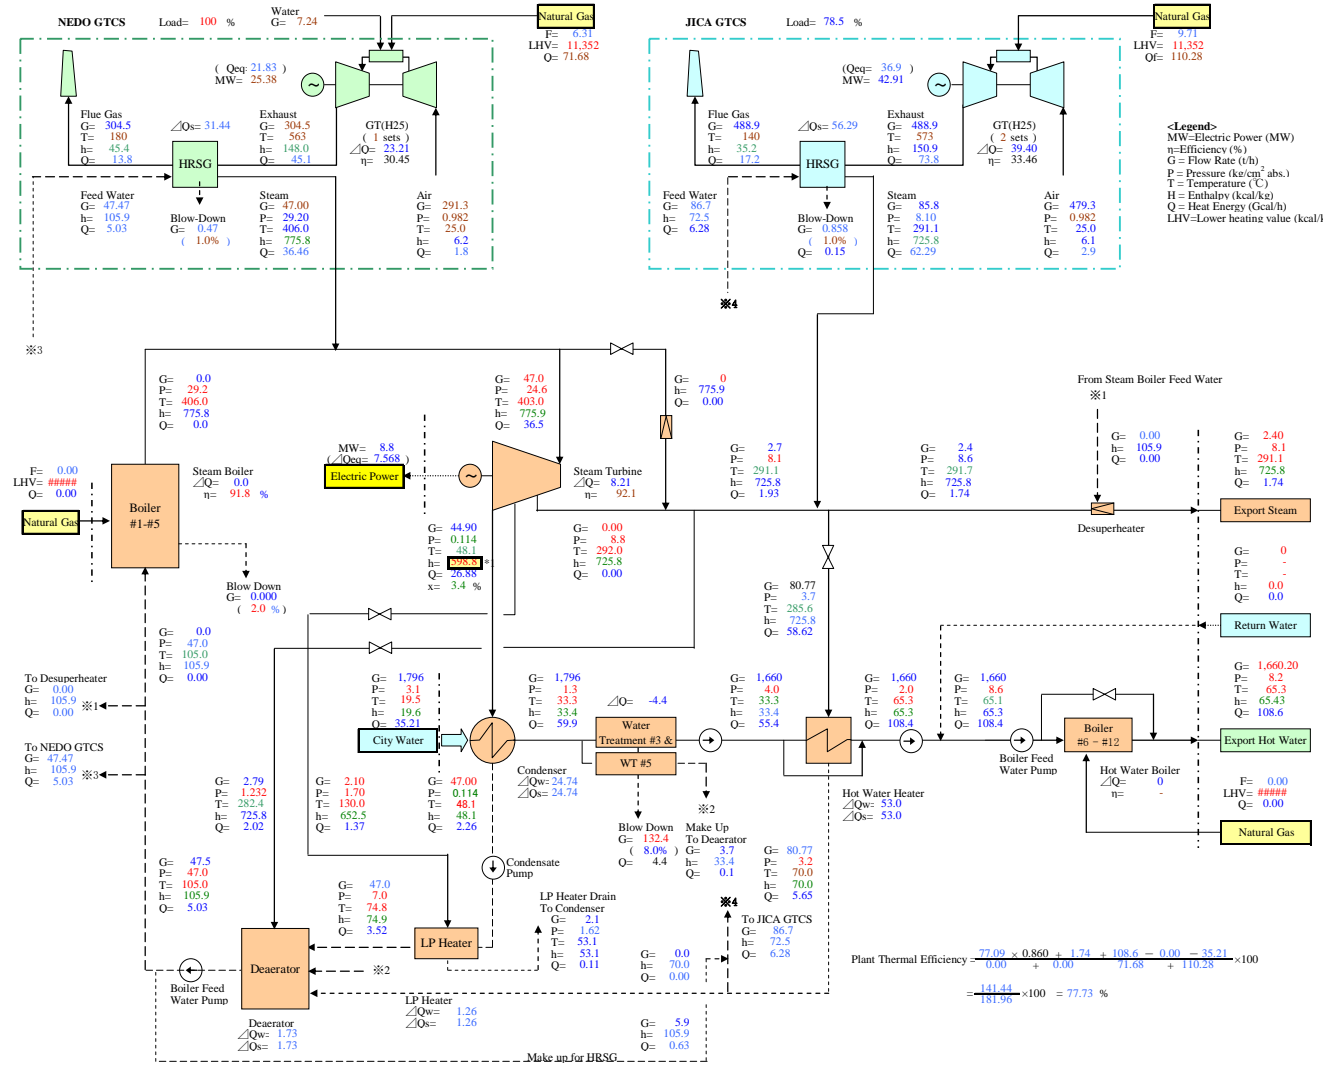 NEDO GTCS
Load= 100 %
Water
G= 7.24
Natural Gas
F= 6.31
LHV= 11,352
Q= 71.68
( Qeq: 21.83 )
MW= 25.38
~
Flue Gas
G= 304.5
T= 180
h= 45.4
Q= 13.8
⊿Qs= 31.44
HRSG
Exhaust
G= 304.5
T= 563
h= 148.0
Q= 45.1
GT(H25)
( 1 sets )
⊿Q= 23.21
η= 30.45
Feed Water
G= 47.47
h= 105.9
Q= 5.03
Blow-Down
G= 0.47
( 1.0% )
Steam
G= 47.00
P= 29.20
T= 406.0
h= 775.8
Q= 36.46
Air
G= 291.3
P= 0.982
T= 25.0
h= 6.2
Q= 1.8
※3
JICA GTCS
Load= 78.5 %
Natural Gas
F= 9.71
LHV= 11,352
Qf= 110.28
(Qeq= 36.9 )
MW= 42.91
~
Flue Gas
G= 488.9
T= 140
h= 35.2
Q= 17.2
⊿Qs= 56.29
HRSG
Exhaust
G= 488.9
T= 573
h= 150.9
Q= 73.8
GT(H25)
( 2 sets )
⊿Q= 39.40
η= 33.46
Feed Water
G= 86.7
h= 72.5
Q= 6.28
Blow-Down
G= 0.858
( 1.0% )
Q= 0.15
Steam
G= 85.8
P= 8.10
T= 291.1
h= 725.8
Q= 62.29
Air
G= 479.3
P= 0.982
T= 25.0
h= 6.1
Q= 2.9
※4
<Legend>
MW=Electric Power (MW)
η=Efficiency (%)
G = Flow Rate (t/h)
P = Pressure (kg/cm² abs.)
T = Temperature (℃)
H = Enthalpy (kcal/kg)
Q = Heat Energy (Gcal/h)
LHV=Lower heating value (kcal/
G= 0.0
P= 29.2
T= 406.0
h= 775.8
Q= 0.0
F= 0.00
LHV= #####
Q= 0.00
Natural Gas
Boiler
#1-#5
Steam Boiler
⊿Q= 0.0
η= 91.8 %
Blow Down
G= 0.000
( 2.0 % )
MW= 8.8
(⊿Qeq= 7.568 )
Electric Power
~
G= 47.0
P= 24.6
T= 403.0
h= 775.9
Q= 36.5
Steam Turbine
⊿Q= 8.21
η= 92.1
G= 44.90
P= 0.114
T= 48.1
h= 598.8 *1
Q= 26.88
x= 3.4 %
G= 0.00
P= 8.8
T= 292.0
h= 725.8
Q= 0.00
G= 0
h= 775.9
Q= 0.00
G= 2.7
P= 8.1
T= 291.1
h= 725.8
Q= 1.93
G= 2.4
P= 8.6
T= 291.7
h= 725.8
Q= 1.74
From Steam Boiler Feed Water
※1
G= 0.00
h= 105.9
Q= 0.00
Desuperheater
G= 2.40
P= 8.1
T= 291.1
h= 725.8
Q= 1.74
Export Steam
G= 0
P= -
T= -
h= 0.0
Q= 0.0
Return Water
G= 80.77
P= 3.7
T= 285.6
h= 725.8
Q= 58.62
G= 0.0
P= 47.0
T= 105.0
h= 105.9
Q= 0.00
To Desuperheater
G= 0.00
h= 105.9
Q= 0.00
※1
To NEDO GTCS
G= 47.47
h= 105.9
Q= 5.03
※3
G= 1,796
P= 3.1
T= 19.5
h= 19.6
Q= 35.21
City Water
G= 1,796
P= 1.3
T= 33.3
h= 33.4
Q= 59.9
⊿Q= -4.4
Water
Treatment #3 &
WT #5
G= 1,660
P= 4.0
T= 33.3
h= 33.4
Q= 55.4
G= 1,660
P= 2.0
T= 65.3
h= 65.3
Q= 108.4
G= 1,660
P= 8.6
T= 65.1
h= 65.3
Q= 108.4
Boiler Feed
Water Pump
Boiler
#6 - #12
G= 1,660.20
P= 8.2
T= 65.3
h= 65.43
Q= 108.6
Export Hot Water
Hot Water Boiler
⊿Q= 0
η= -
F= 0.00
LHV= #####
Q= 0.00
Natural Gas
Condenser
⊿Qw= 24.74
⊿Qs= 24.74
Hot Water Heater
⊿Qw= 53.0
⊿Qs= 53.0
G= 2.79
P= 1.232
T= 282.4
h= 725.8
Q= 2.02
G= 2.10
P= 1.70
T= 130.0
h= 652.5
Q= 1.37
G= 47.00
P= 0.114
T= 48.1
h= 48.1
Q= 2.26
Blow Down
G= 132.4
( 8.0% )
Q= 4.4
※2
Make Up
To Deaerator
G= 3.7
h= 33.4
Q= 0.1
G= 80.77
P= 3.2
T= 70.0
h= 70.0
Q= 5.65
Condensate
Pump
G= 47.5
P= 47.0
T= 105.0
h= 105.9
Q= 5.03
G= 47.0
P= 7.0
T= 74.8
h= 74.9
Q= 3.52
LP Heater Drain
To Condenser
G= 2.1
P= 1.62
T= 53.1
h= 53.1
Q= 0.11
※4
To JICA GTCS
G= 86.7
h= 72.5
Q= 6.28
G= 0.0
h= 70.0
Q= 0.00
LP Heater
Deaerator
※2
Boiler Feed
Water Pump
LP Heater
⊿Qw= 1.26
⊿Qs= 1.26
Deaerator
⊿Qw= 1.73
⊿Qs= 1.73
G= 5.9
h= 105.9
Q= 0.63
Make up for HRSG
Plant Thermal Efficiency = 77.09 × 0.860 + 1.74 + 108.6 - 0.00 - 35.21 ×100
0.00 + 0.00 71.68 + 110.28
= 141.44 ×100 = 77.73 %
181.96